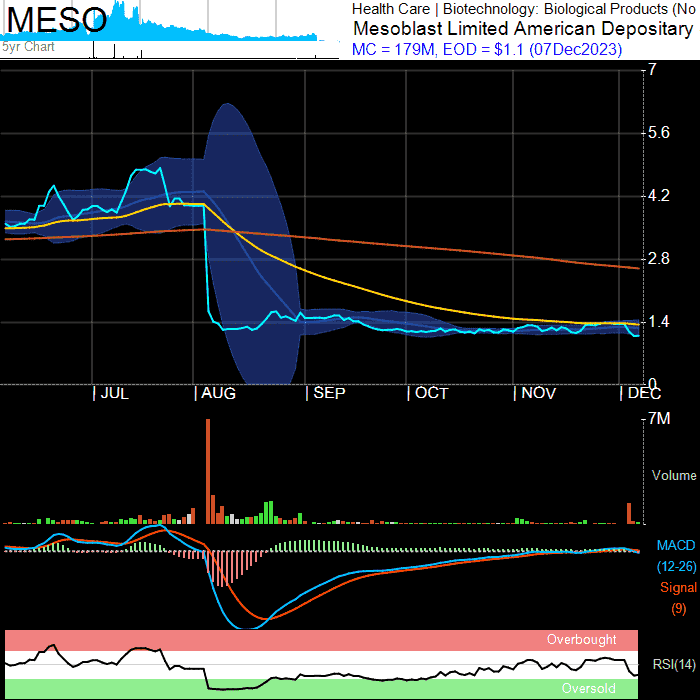 MESO
5yr Chart
Health Care | Biotechnology: Biological Products (No
Mesoblast Limited American Depositary
MC = 179M, EOD = $1.1 (07Dec2023)
7
5.6
4.2
2.8
1.4
0
| JUL | AUG | SEP | OCT | NOV | DEC
7M
Volume
MACD
(12-26)
Signal
(9)
Overbought
RSI(14)
Oversold